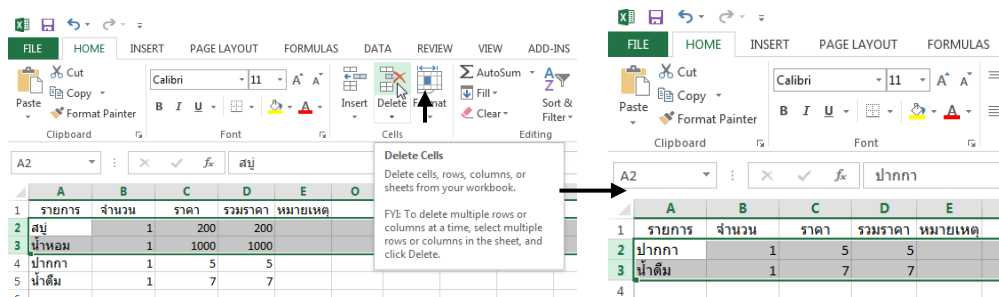 FILE HOME INSERT PAGE LAYOUT FORMULAS DATA REVIEW VIEW ADD-INS
Cut
Copy
Format Painter
Paste
Clipboard
Calibri 11
B I U A
Font
Insert Delete Format
Cells
AutoSum
Fill
Clear
Sort &
Filter
Editing
A2 fx สบู่
Delete Cells
Delete cells, rows, columns, or
sheets from your workbook.
FYI: To delete multiple rows or
columns at a time, select multiple
rows or columns in the sheet, and
click Delete.
A B C D E
1 รายการ จำนวน ราคา รวมราคา หมายเหตุ
2 สบู่ 1 200 200
3 น้ำหอม 1 1000 1000
4 ปากกา 1 5 5
5 น้ำดื่ม 1 7 7
FILE HOME INSERT PAGE LAYOUT FORMULAS
Cut
Copy
Format Painter
Paste
Clipboard
Calibri 11
B I U A
Font
A2 fx ปากกา
A B C D E
1 รายการ จำนวน ราคา รวมราคา หมายเหตุ
2 ปากกา 1 5 5
3 น้ำดื่ม 1 7 7
4